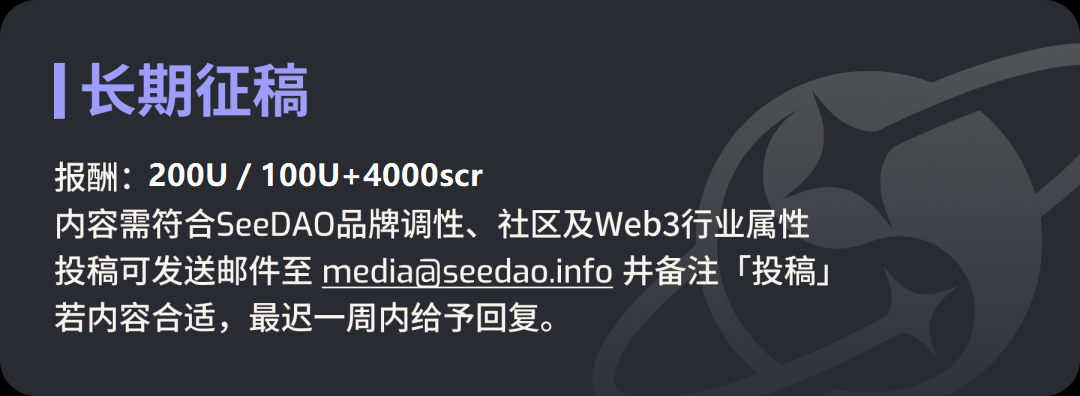 长期征稿
报酬：200U / 100U+4000scr
内容需符合SeeDAO品牌调性、社区及Web3行业属性
投稿可发送邮件至 media@seedao.info 井备注「投稿」
若内容合适，最迟一周内给予回复。